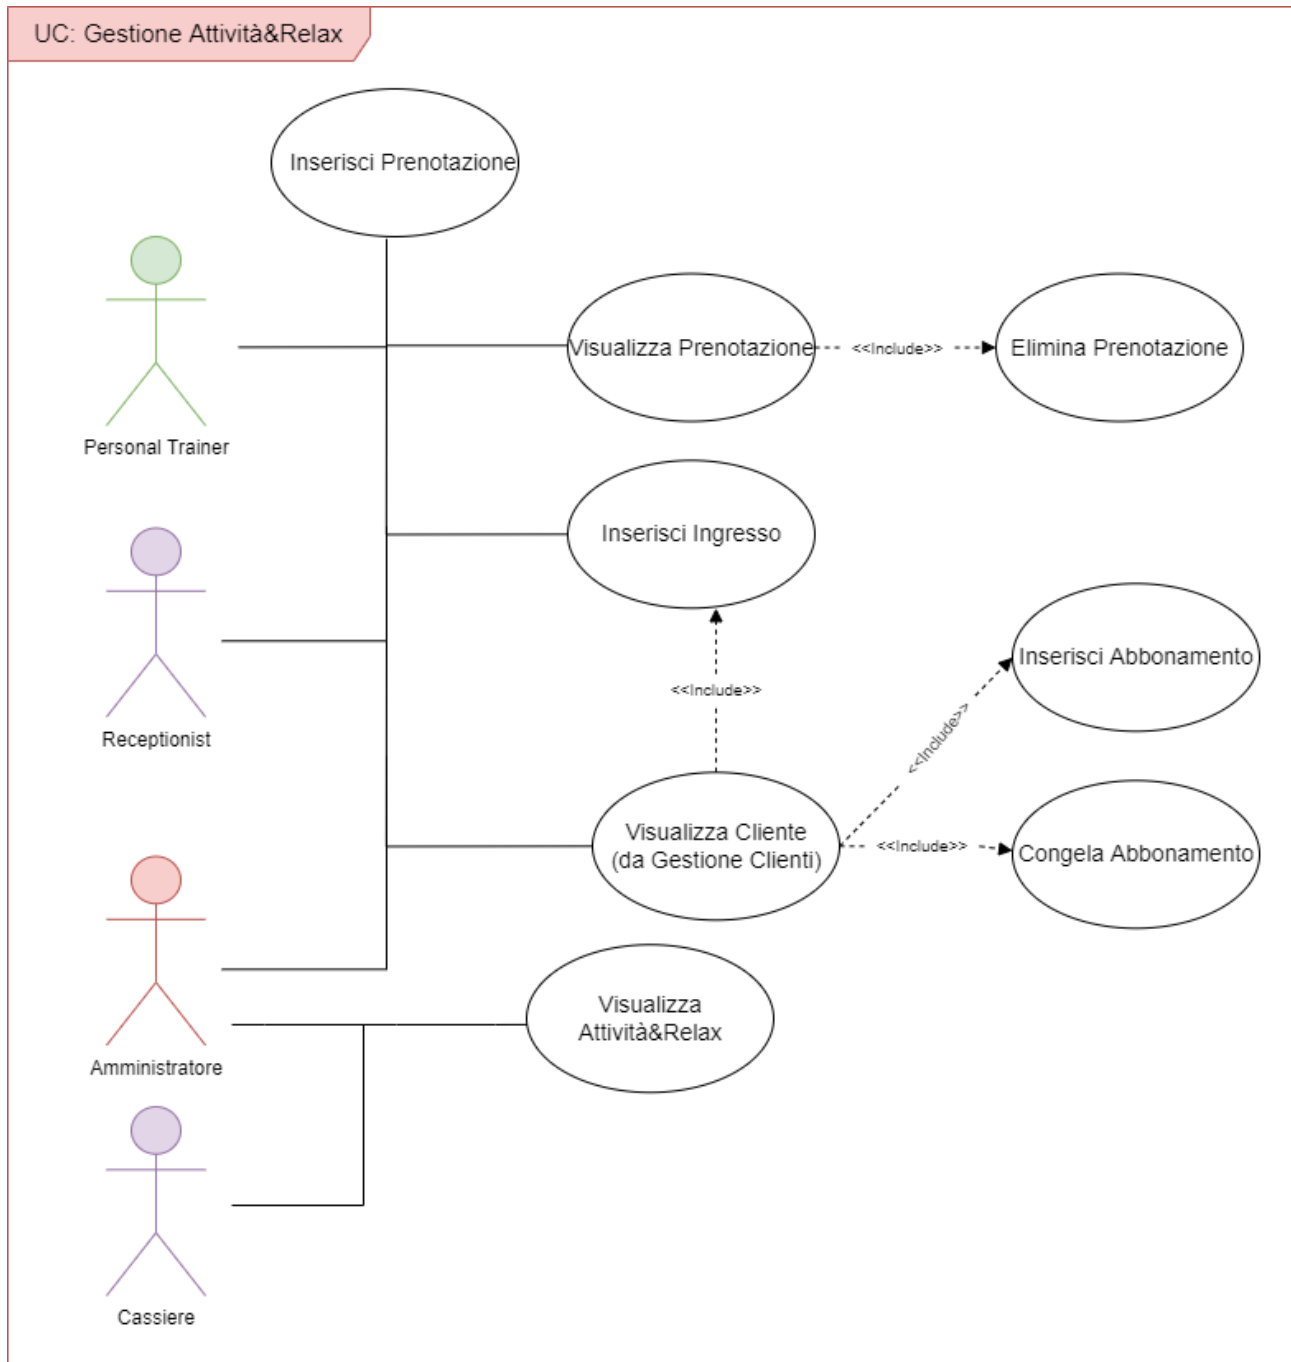 UC: Gestione Attività&Relax
Inserisci Prenotazione
Personal Trainer
Visualizza Prenotazione
<<Include>>
Elimina Prenotazione
Inserisci Ingresso
Receptionist
<<Include>>
Inserisci Abbonamento
<<Include>>
Visualizza Cliente
(da Gestione Clienti)
<<Include>>
Congela Abbonamento
Amministratore
Visualizza
Attività&Relax
Cassiere